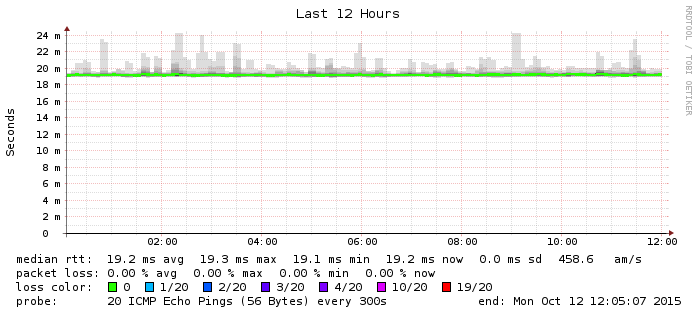 Last 12 Hours
RRDTOOL / TOBI OETIKER
Seconds
24 m
22 m
20 m
18 m
16 m
14 m
12 m
10 m
8 m
6 m
4 m
2 m
0
02:00 04:00 06:00 08:00 10:00 12:00
median rtt: 19.2 ms avg 19.3 ms max 19.1 ms min 19.2 ms now 0.0 ms sd 458.6 am/s
packet loss: 0.00 % avg 0.00 % max 0.00 % min 0.00 % now
loss color: 0 1/20 2/20 3/20 4/20 10/20 19/20
probe: 20 ICMP Echo Pings (56 Bytes) every 300s end: Mon Oct 12 12:05:07 2015